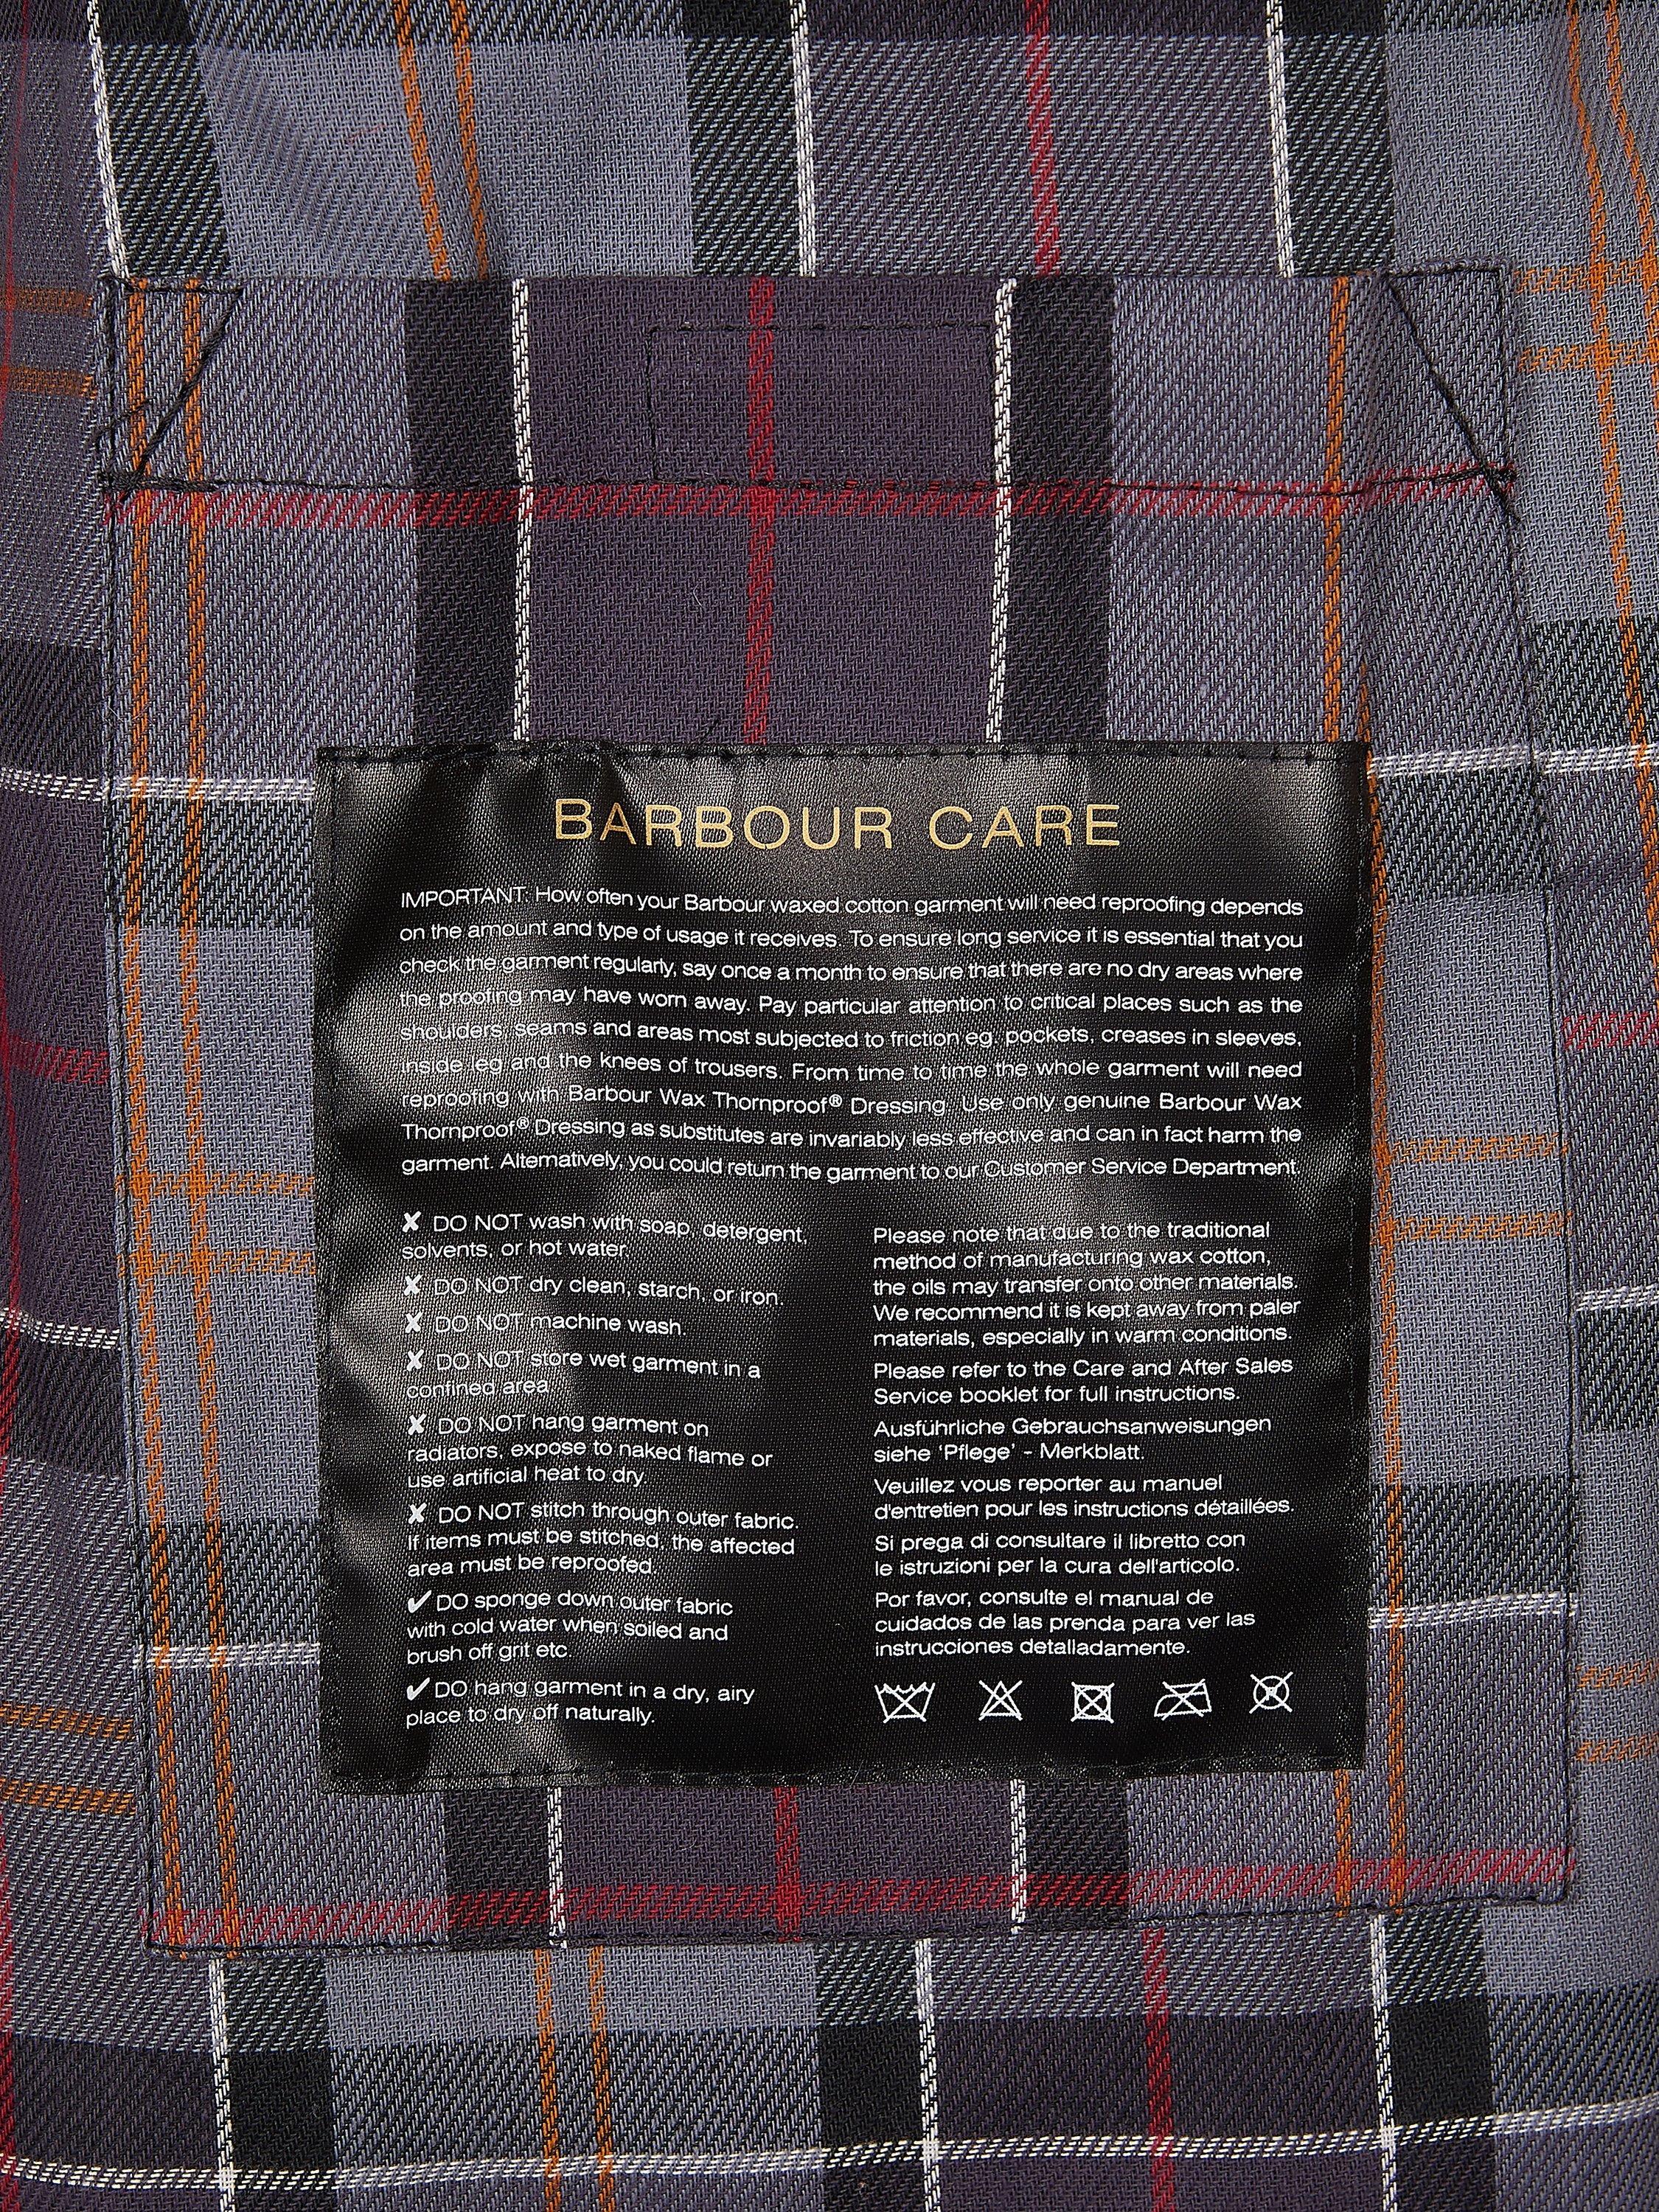 BARBOUR CARE
IMPORTANT. How often your Barbour waxed cotton garment will need reproofing depends
on the amount and type of usage it receives. To ensure long service it is essential that you
check the garment regularly, say once a month to ensure that there are no dry areas where
the proofing may have worn away. Pay particular attention to critical places such as the
shoulders, seams and areas most subjected to friction eg. pockets, creases in sleeves,
inside leg and the knees of trousers. From time to time the whole garment will need
reproofing with Barbour Wax Thornproof® Dressing. Use only genuine Barbour Wax
Thornproof® Dressing as substitutes are invariably less effective and can in fact harm the
garment. Alternatively, you could return the garment to our Customer Service Department.
✘ DO NOT wash with soap, detergent,
solvents, or hot water.
✘ DO NOT dry clean, starch, or iron.
✘ DO NOT machine wash.
✘ DO NOT store wet garment in a
confined area
✘ DO NOT hang garment on
radiators, expose to naked flame or
use artificial heat to dry.
✘ DO NOT stitch through outer fabric.
If items must be stitched, the affected
area must be reproofed.
✔ DO sponge down outer fabric
with cold water when soiled and
brush off grit etc.
✔ DO hang garment in a dry, airy
place to dry off naturally.
Please note that due to the traditional
method of manufacturing wax cotton,
the oils may transfer onto other materials.
We recommend it is kept away from paler
materials, especially in warm conditions.
Please refer to the Care and After Sales
Service booklet for full instructions.
Ausführliche Gebrauchsanweisungen
siehe 'Pflege' - Merkblatt.
Veuillez vous reporter au manuel
d'entretien pour les instructions détaillées.
Si prega di consultare il libretto con
le istruzioni per la cura dell'articolo.
Por favor, consulte el manual de
cuidados de las prenda para ver las
instrucciones detalladamente.